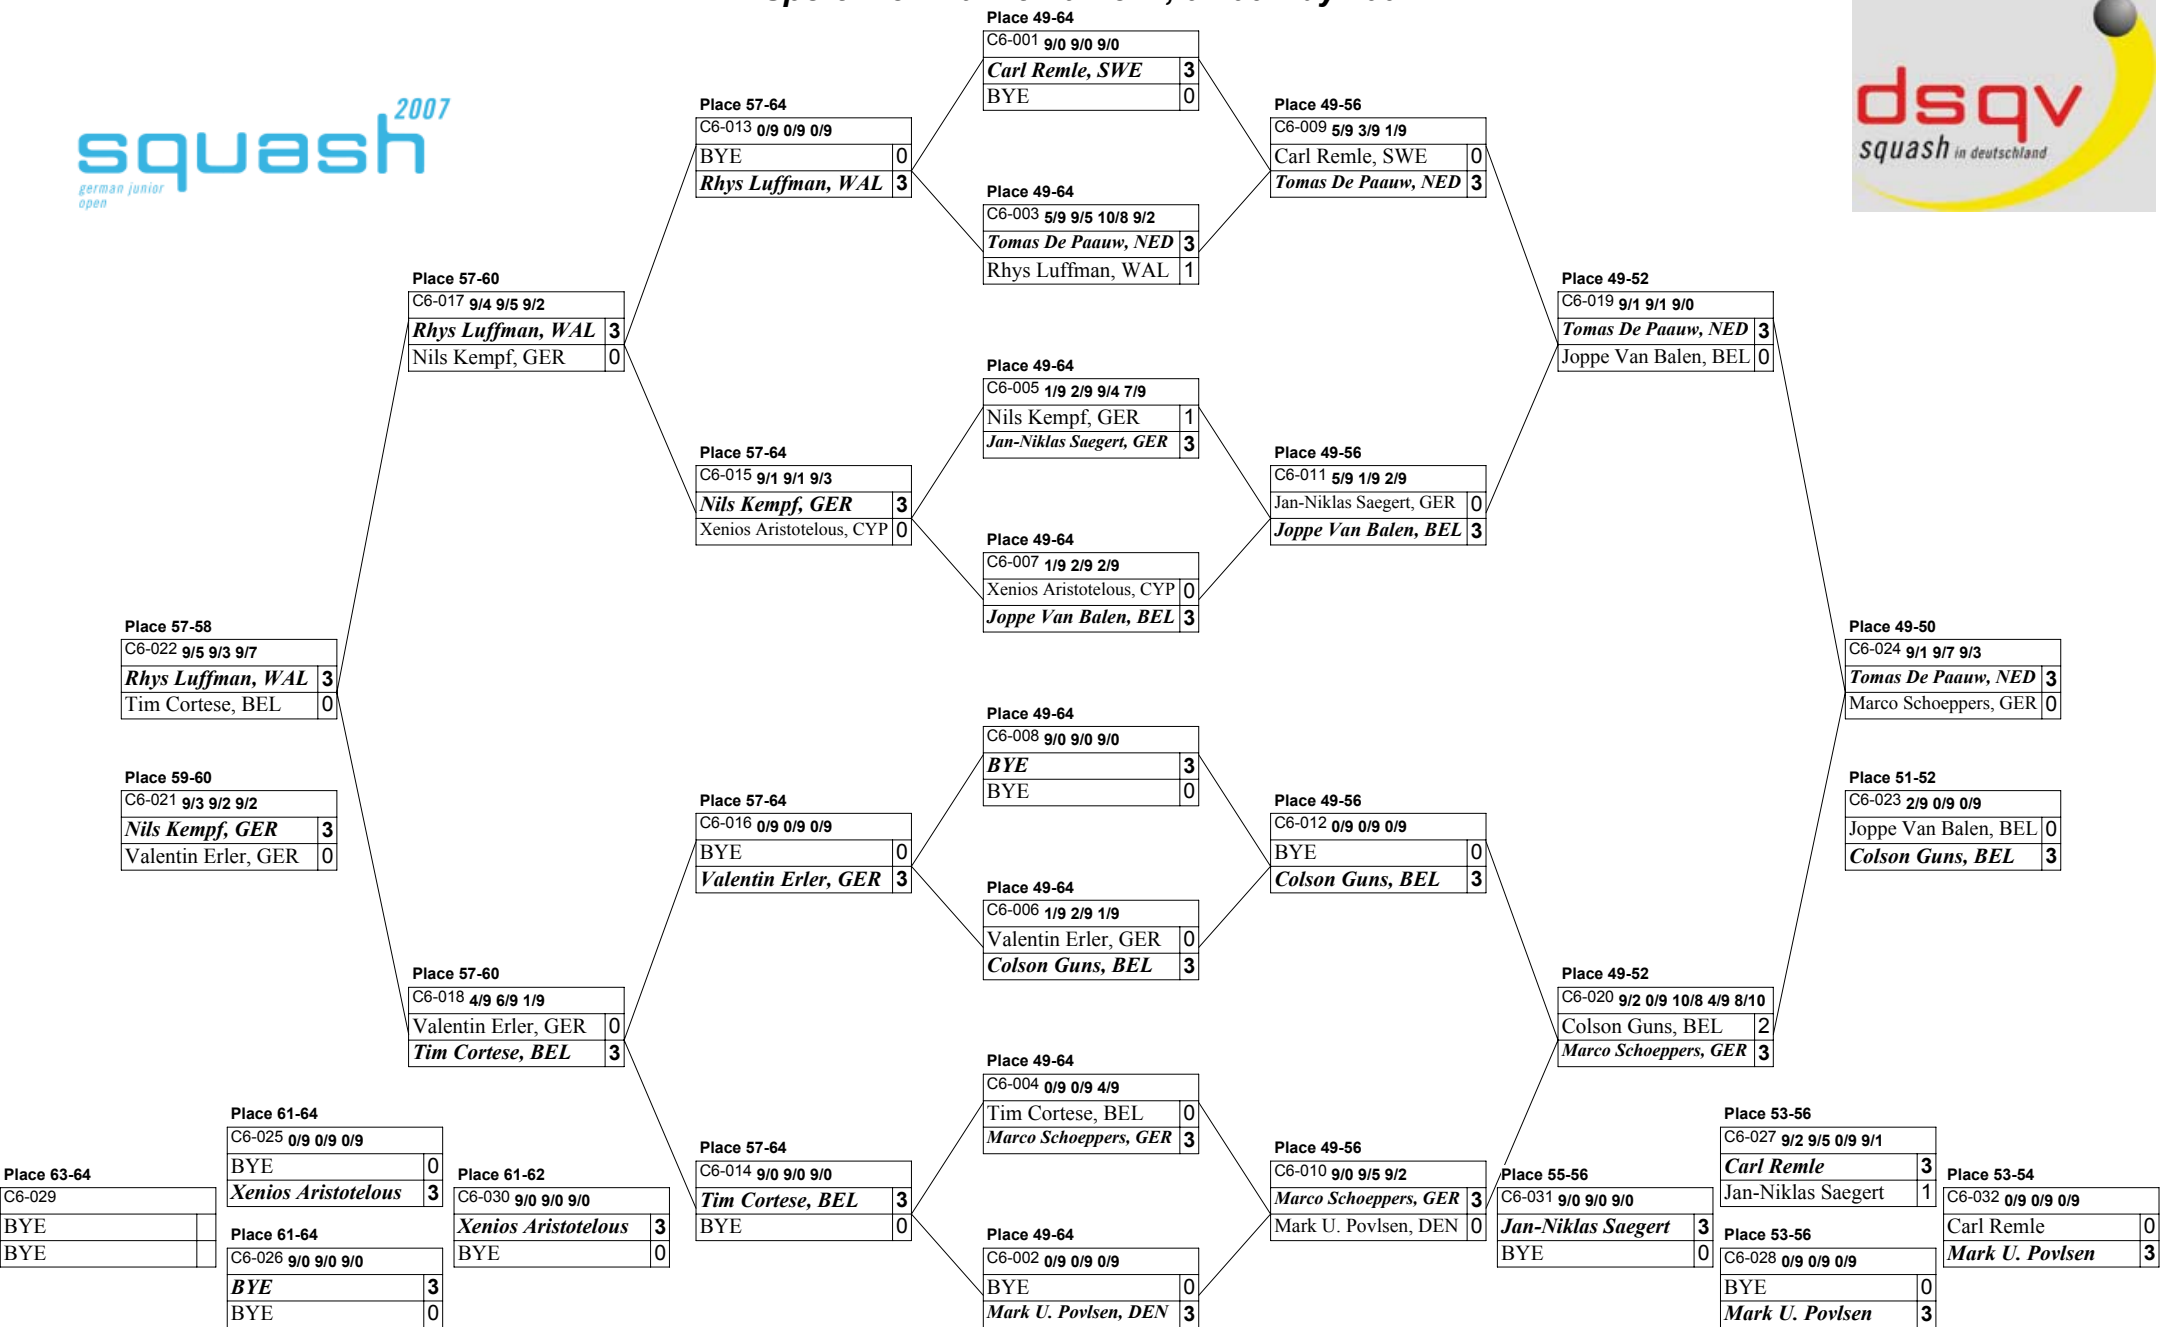 Place 49-64
C6-001 9/0 9/0 9/0
Carl Remle, SWE 3
BYE 0
2007
squash
german junior
open
dsqv
squash in deutschland
Place 57-64
C6-013 0/9 0/9 0/9
BYE 0
Rhys Luffman, WAL 3
Place 49-56
C6-009 5/9 3/9 1/9
Carl Remle, SWE 0
Tomas De Paauw, NED 3
Place 49-64
C6-003 5/9 9/5 10/8 9/2
Tomas De Paauw, NED 3
Rhys Luffman, WAL 1
Place 57-60
C6-017 9/4 9/5 9/2
Rhys Luffman, WAL 3
Nils Kempf, GER 0
Place 49-52
C6-019 9/1 9/1 9/0
Tomas De Paauw, NED 3
Joppe Van Balen, BEL 0
Place 49-64
C6-005 1/9 2/9 9/4 7/9
Nils Kempf, GER 1
Jan-Niklas Saegert, GER 3
Place 57-64
C6-015 9/1 9/1 9/3
Nils Kempf, GER 3
Xenios Aristotelous, CYP 0
Place 49-56
C6-011 5/9 1/9 2/9
Jan-Niklas Saegert, GER 0
Joppe Van Balen, BEL 3
Place 49-64
C6-007 1/9 2/9 2/9
Xenios Aristotelous, CYP 0
Joppe Van Balen, BEL 3
Place 57-58
C6-022 9/5 9/3 9/7
Rhys Luffman, WAL 3
Tim Cortese, BEL 0
Place 49-50
C6-024 9/1 9/7 9/3
Tomas De Paauw, NED 3
Marco Schoeppers, GER 0
Place 49-64
C6-008 9/0 9/0 9/0
BYE 3
BYE 0
Place 59-60
C6-021 9/3 9/2 9/2
Nils Kempf, GER 3
Valentin Erler, GER 0
Place 51-52
C6-023 2/9 0/9 0/9
Joppe Van Balen, BEL 0
Colson Guns, BEL 3
Place 57-64
C6-016 0/9 0/9 0/9
BYE 0
Valentin Erler, GER 3
Place 49-56
C6-012 0/9 0/9 0/9
BYE 0
Colson Guns, BEL 3
Place 49-64
C6-006 1/9 2/9 1/9
Valentin Erler, GER 0
Colson Guns, BEL 3
Place 57-60
C6-018 4/9 6/9 1/9
Valentin Erler, GER 0
Tim Cortese, BEL 3
Place 49-52
C6-020 9/2 0/9 10/8 4/9 8/10
Colson Guns, BEL 2
Marco Schoeppers, GER 3
Place 49-64
C6-004 0/9 0/9 4/9
Tim Cortese, BEL 0
Marco Schoeppers, GER 3
Place 61-64
C6-025 0/9 0/9 0/9
BYE 0
Xenios Aristotelous 3
Place 53-56
C6-027 9/2 9/5 0/9 9/1
Carl Remle 3
Jan-Niklas Saegert 1
Place 57-64
C6-014 9/0 9/0 9/0
Tim Cortese, BEL 3
BYE 0
Place 49-56
C6-010 9/0 9/5 9/2
Marco Schoeppers, GER 3
Mark U. Povlsen, DEN 0
Place 63-64
C6-029
BYE
BYE
Place 61-62
C6-030 9/0 9/0 9/0
Xenios Aristotelous 3
BYE 0
Place 55-56
C6-031 9/0 9/0 9/0
Jan-Niklas Saegert 3
BYE 0
Place 53-54
C6-032 0/9 0/9 0/9
Carl Remle 0
Mark U. Povlsen 3
Place 61-64
C6-026 9/0 9/0 9/0
BYE 3
BYE 0
Place 49-64
C6-002 0/9 0/9 0/9
BYE 0
Mark U. Povlsen, DEN 3
Place 53-56
C6-028 0/9 0/9 0/9
BYE 0
Mark U. Povlsen 3